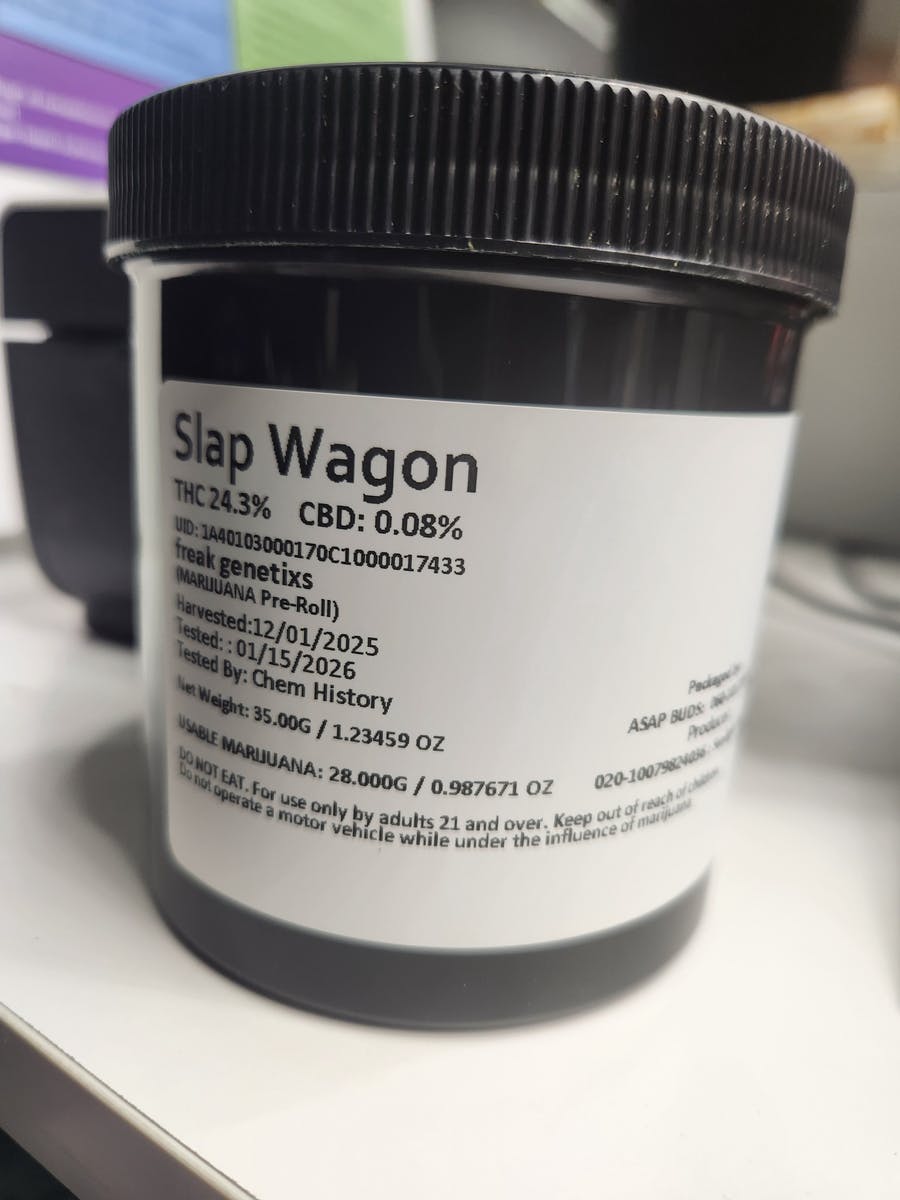 Slap Wagon
THC 24.3% CBD: 0.08%
UID: 1A40103000170C1000017433
freak genetixs
(MARIJUANA Pre-Roll)
Harvested:12/01/2025
Tested: : 01/15/2026
Tested By: Chem History
Net Weight: 35.00G / 1.23459 OZ
USABLE MARIJUANA: 28.000G / 0.987671 OZ
DO NOT EAT. For use only by adults 21 and over. Keep out of reach of children.
Do not operate a motor vehicle while under the influence of marijuana.
Packaged
ASAP BUDS: